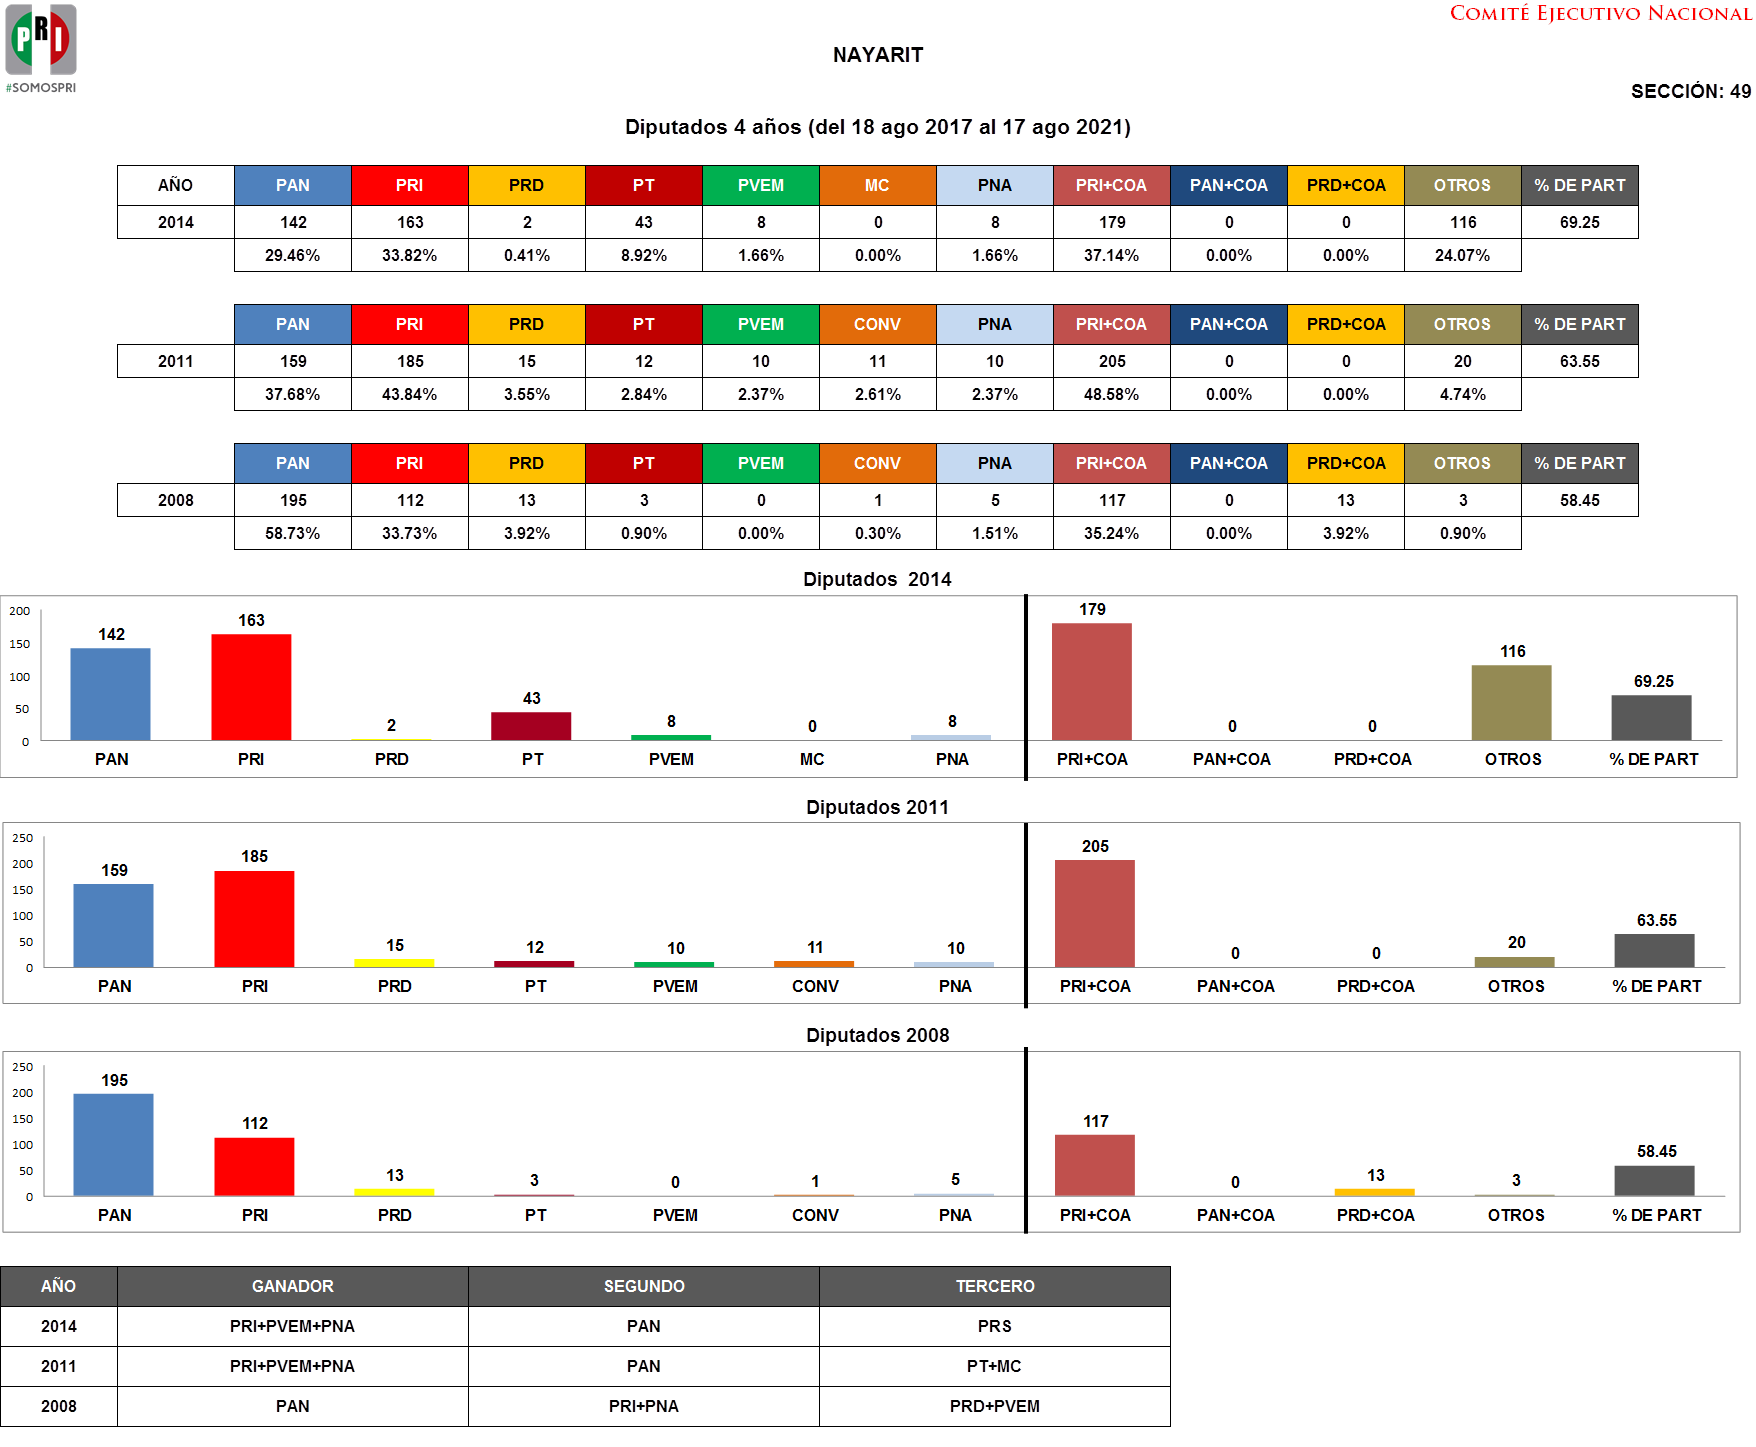 COMITÉ EJECUTIVO NACIONAL
PRI
#SOMOSPRI
NAYARIT
SECCIÓN: 49
Diputados 4 años (del 18 ago 2017 al 17 ago 2021)
AÑO PAN PRI PRD PT PVEM MC PNA PRI+COA PAN+COA PRD+COA OTROS % DE PART
2014 142 163 2 43 8 0 8 179 0 0 116 69.25
29.46% 33.82% 0.41% 8.92% 1.66% 0.00% 1.66% 37.14% 0.00% 0.00% 24.07%
PAN PRI PRD PT PVEM CONV PNA PRI+COA PAN+COA PRD+COA OTROS % DE PART
2011 159 185 15 12 10 11 10 205 0 0 20 63.55
37.68% 43.84% 3.55% 2.84% 2.37% 2.61% 2.37% 48.58% 0.00% 0.00% 4.74%
PAN PRI PRD PT PVEM CONV PNA PRI+COA PAN+COA PRD+COA OTROS % DE PART
2008 195 112 13 3 0 1 5 117 0 13 3 58.45
58.73% 33.73% 3.92% 0.90% 0.00% 0.30% 1.51% 35.24% 0.00% 3.92% 0.90%
Diputados 2014
200
150
100
50
0
142 163 2 43 8 0 8 179 0 0 116 69.25
PAN PRI PRD PT PVEM MC PNA PRI+COA PAN+COA PRD+COA OTROS % DE PART
Diputados 2011
250
200
150
100
50
0
159 185 15 12 10 11 10 205 0 0 20 63.55
PAN PRI PRD PT PVEM CONV PNA PRI+COA PAN+COA PRD+COA OTROS % DE PART
Diputados 2008
250
200
150
100
50
0
195 112 13 3 0 1 5 117 0 13 3 58.45
PAN PRI PRD PT PVEM CONV PNA PRI+COA PAN+COA PRD+COA OTROS % DE PART
AÑO GANADOR SEGUNDO TERCERO
2014 PRI+PVEM+PNA PAN PRS
2011 PRI+PVEM+PNA PAN PT+MC
2008 PAN PRI+PNA PRD+PVEM